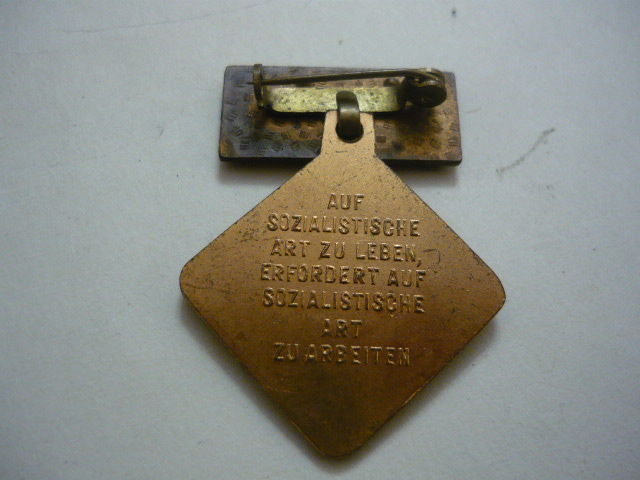 AUF
SOZIALISTISCHE
ART ZU LEBEN,
ERFORDERT AUF
SOZIALISTISCHE
ART
ZU ARBEITEN